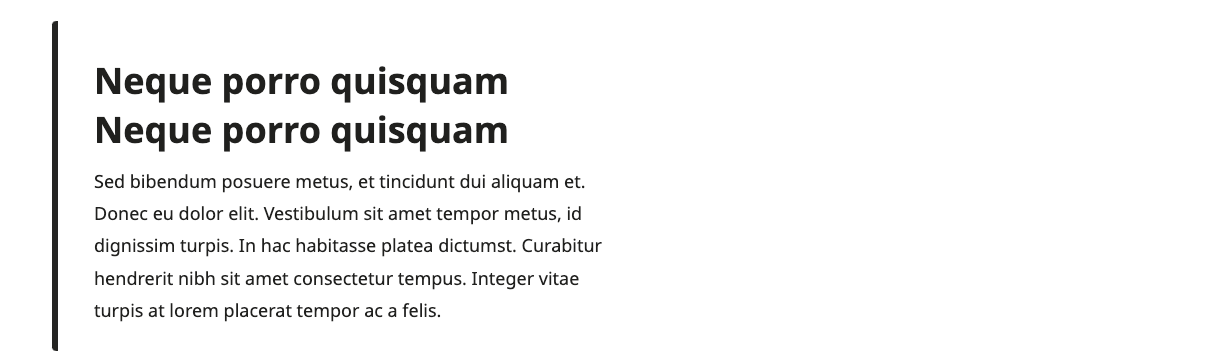 Neque porro quisquam
Neque porro quisquam
Sed bibendum posuere metus, et tincidunt dui aliquam et.
Donec eu dolor elit. Vestibulum sit amet tempor metus, id
dignissim turpis. In hac habitasse platea dictumst. Curabitur
hendrerit nibh sit amet consectetur tempus. Integer vitae
turpis at lorem placerat tempor ac a felis.